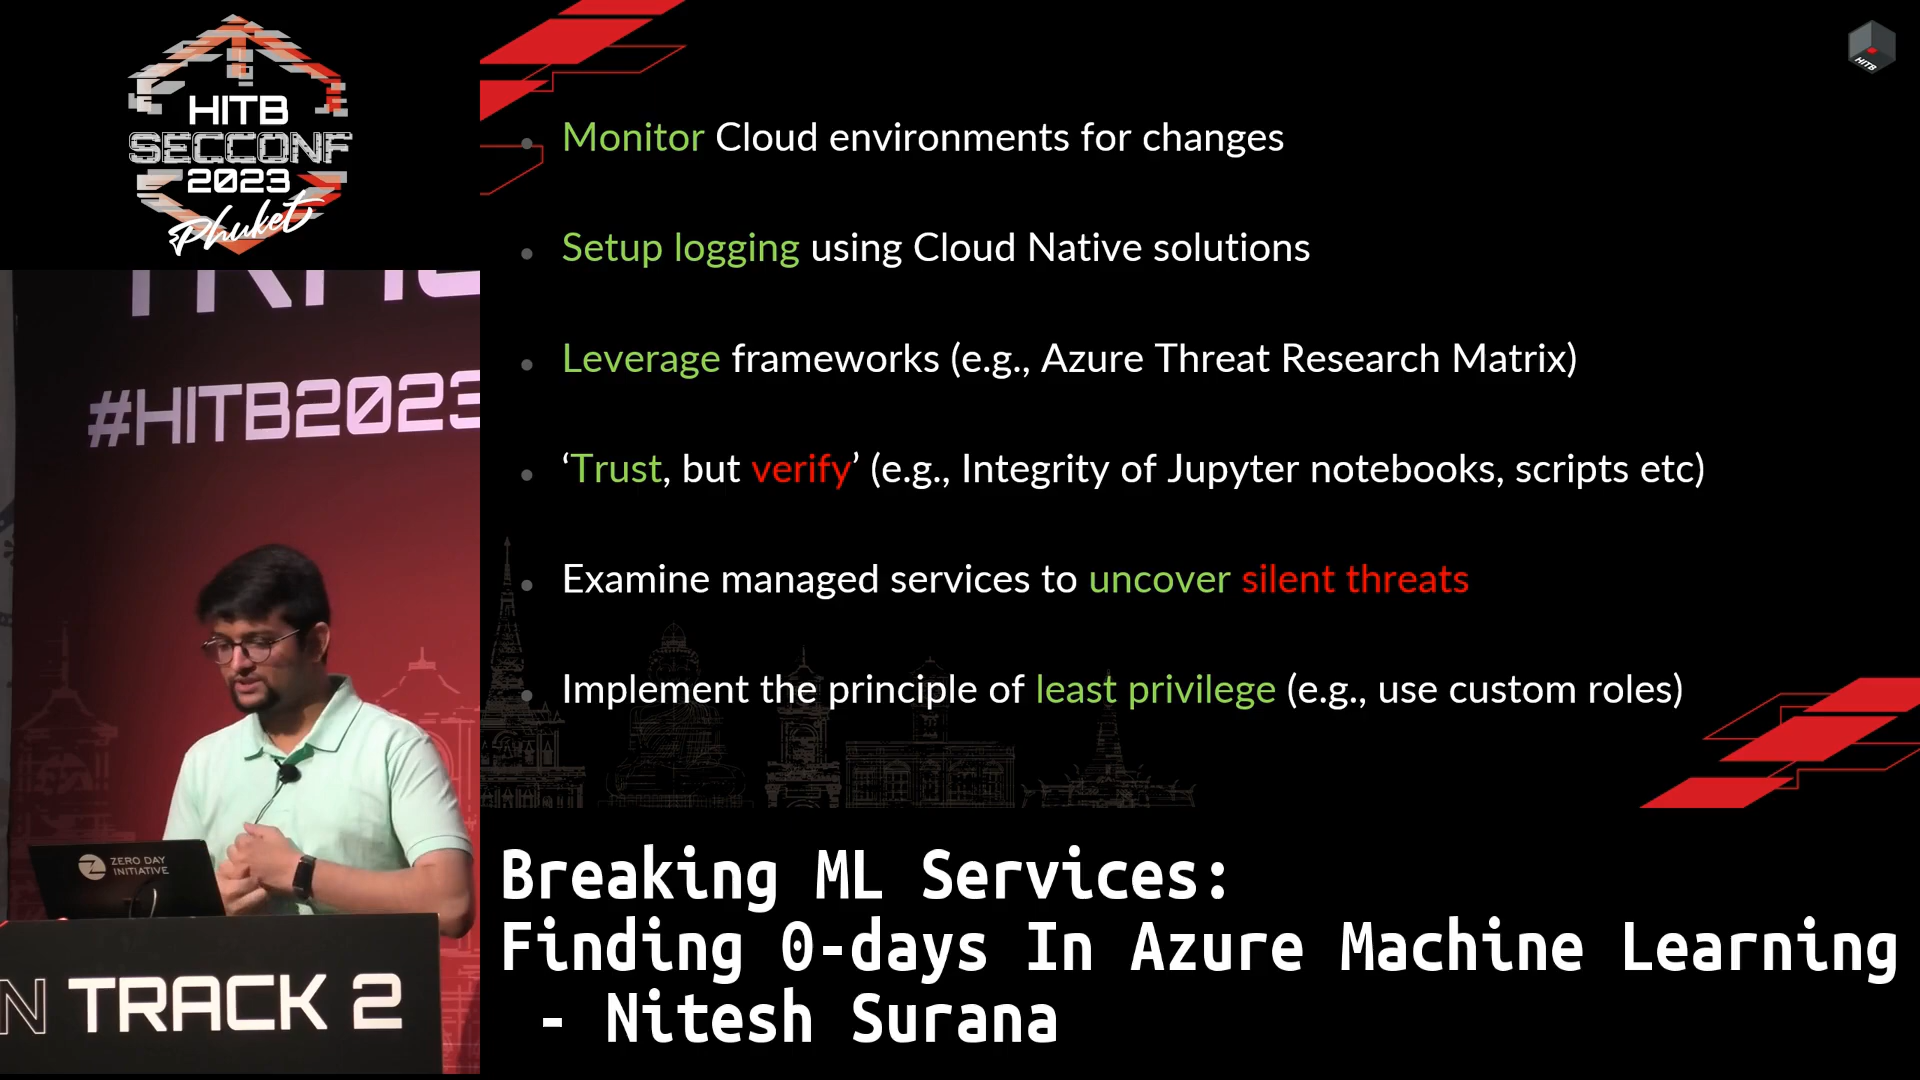 HITB
SECCONF
2023
Phuket
HITB
#HITB2023
ZERO DAY
INITIATIVE
N TRACK 2
Monitor Cloud environments for changes
Setup logging using Cloud Native solutions
Leverage frameworks (e.g., Azure Threat Research Matrix)
‘Trust, but verify’ (e.g., Integrity of Jupyter notebooks, scripts etc)
Examine managed services to uncover silent threats
Implement the principle of least privilege (e.g., use custom roles)
Breaking ML Services:
Finding 0-days In Azure Machine Learning
- Nitesh Surana